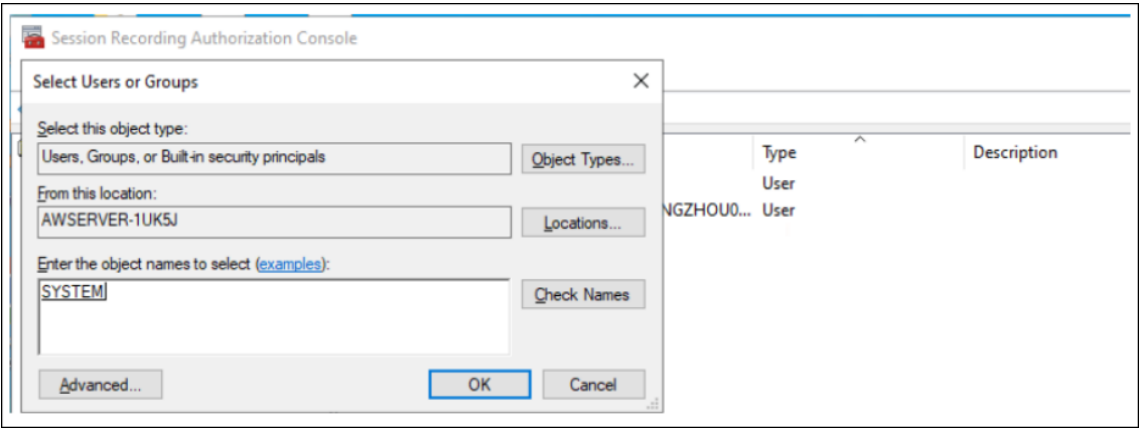 Session Recording Authorization Console
Select Users or Groups
Select this object type:
Users, Groups, or Built-in security principals
Object Types...
From this location:
AWSERVER-1UK5J
Locations...
Enter the object names to select (examples):
SYSTEM
Check Names
Advanced...
OK
Cancel
Type
Description
User
NGZHOU0... User